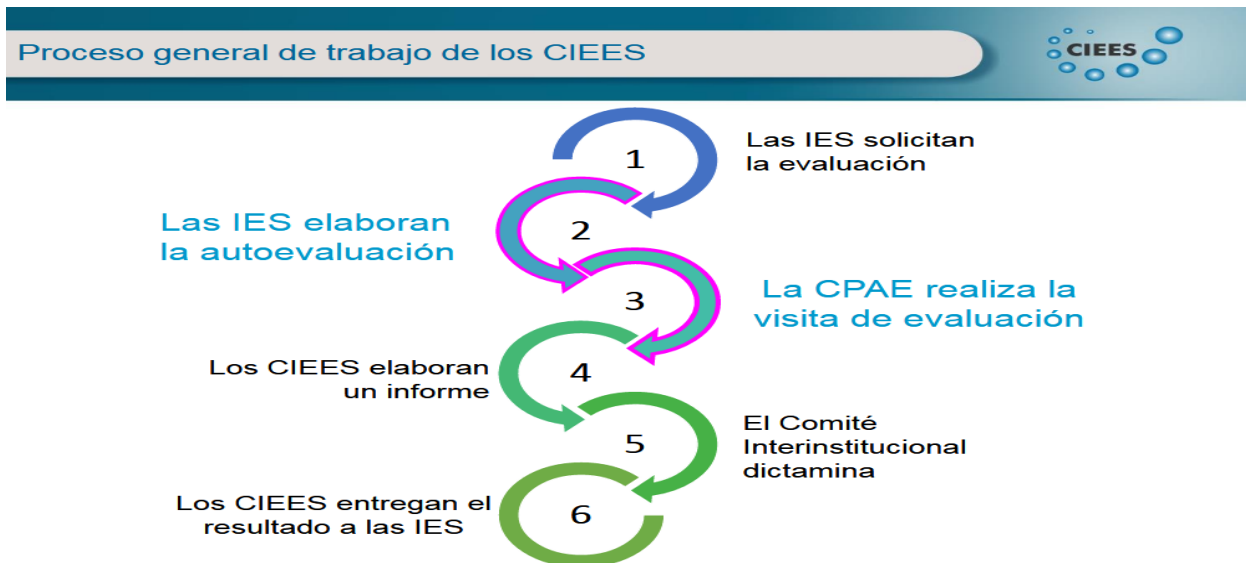 Proceso general de trabajo de los CIEES
CIEES
1
Las IES solicitan
la evaluación
2
Las IES elaboran
la autoevaluación
3
La CPAE realiza la
visita de evaluación
4
Los CIEES elaboran
un informe
5
El Comité
Interinstitucional
dictamina
6
Los CIEES entregan el
resultado a las IES